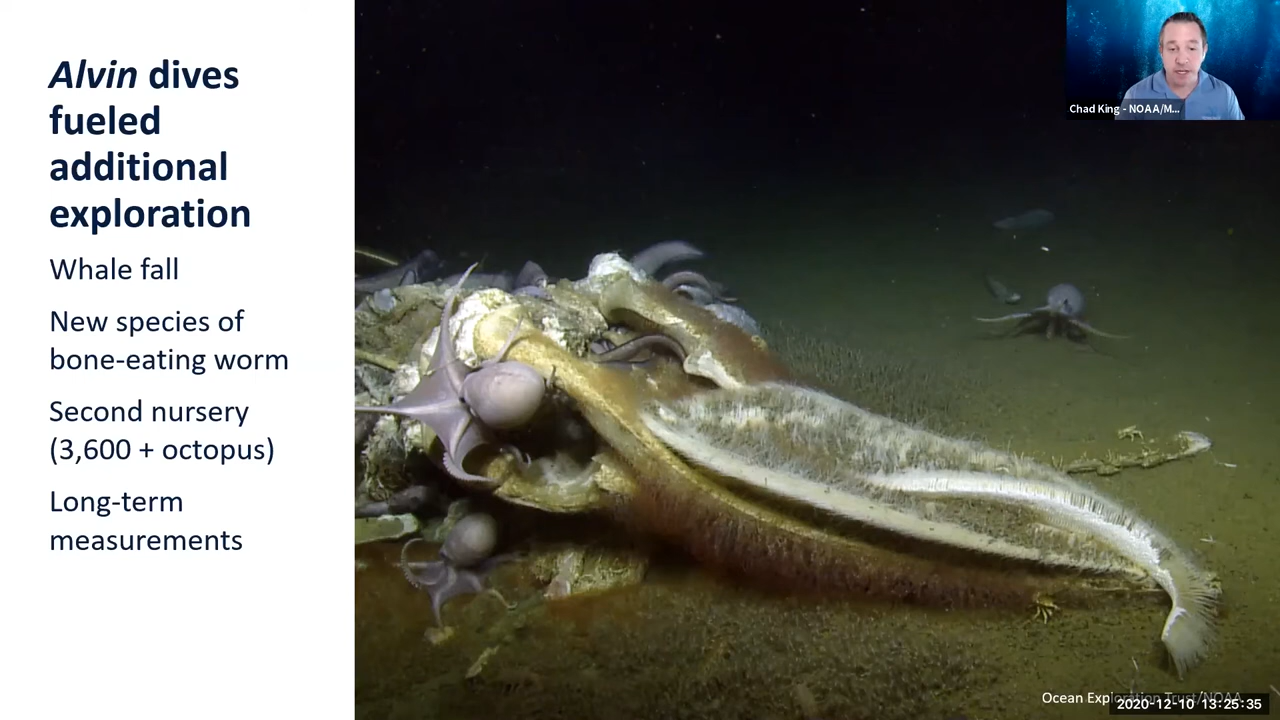 Alvin dives
fueled
additional
exploration
Whale fall
New species of
bone-eating worm
Second nursery
(3,600 + octopus)
Long-term
measurements
Chad King - NOAA/M...
Ocean Exploration Trust/NOAA
2020-12-10 13:25:35